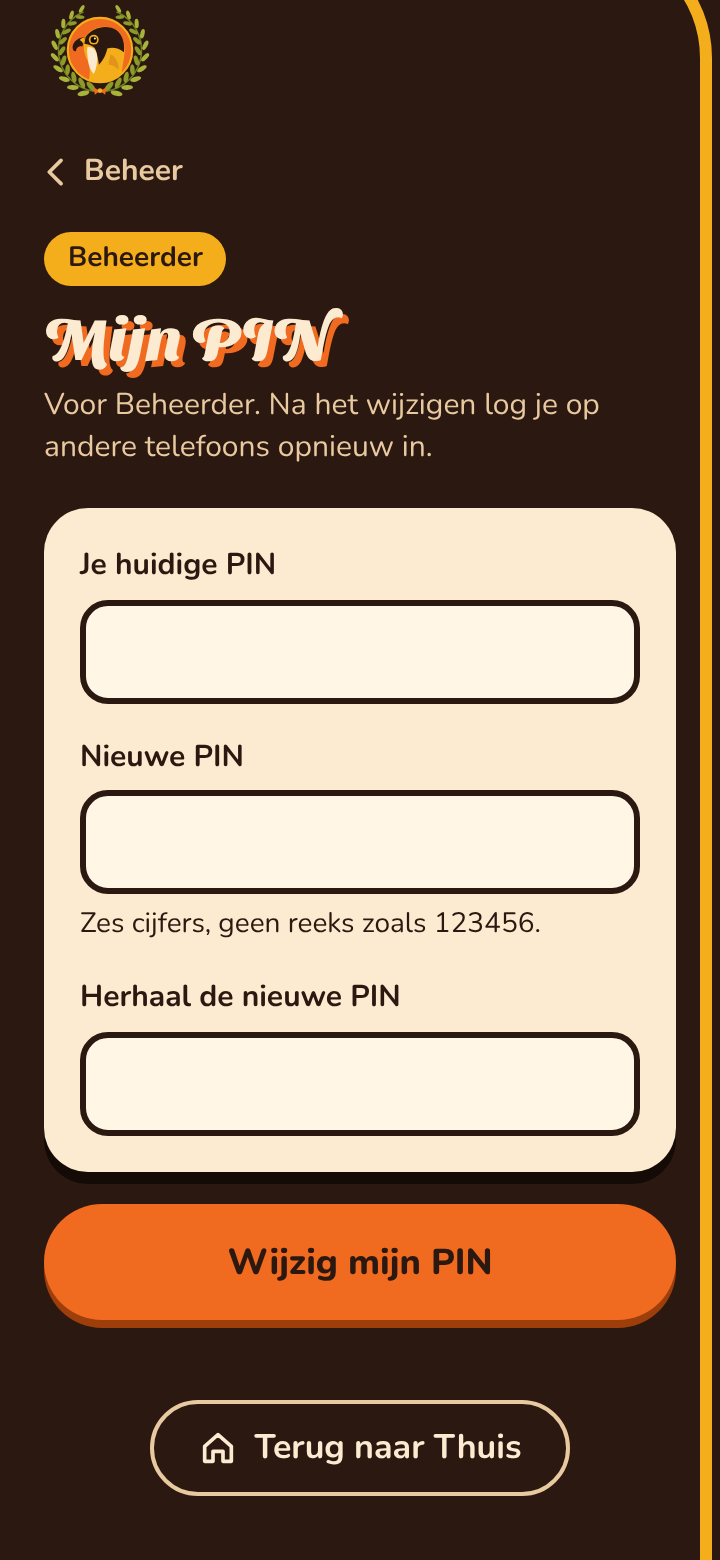 Beheer
Beheerder
Mijn PIN
Voor Beheerder. Na het wijzigen log je op
andere telefoons opnieuw in.
Je huidige PIN
Nieuwe PIN
Zes cijfers, geen reeks zoals 123456.
Herhaal de nieuwe PIN
Wijzig mijn PIN
Terug naar Thuis